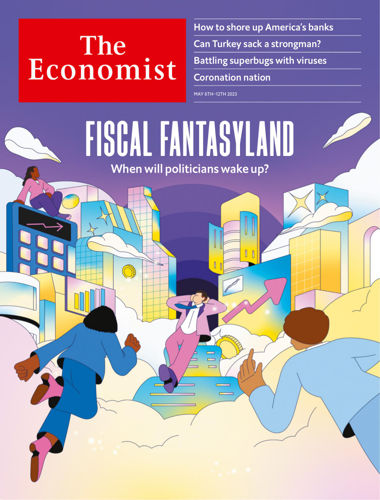 The
Economist
How to shore up America's banks
Can Turkey sack a strongman?
Battling superbugs with viruses
Coronation nation
MAY 6TH–12TH 2023
FISCAL FANTASYLAND
When will politicians wake up?